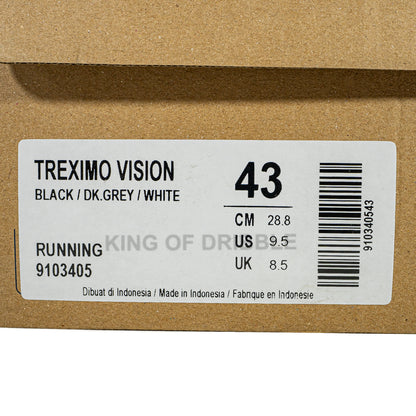 TREXIMO VISION
BLACK / DK.GREY / WHITE
43
CM 28.8
US 9.5
UK 8.5
KING OF DRIBBLE
RUNNING
9103405
910340543
Dibuat di Indonesia / Made in Indonesia / Fabrique en Indonesie